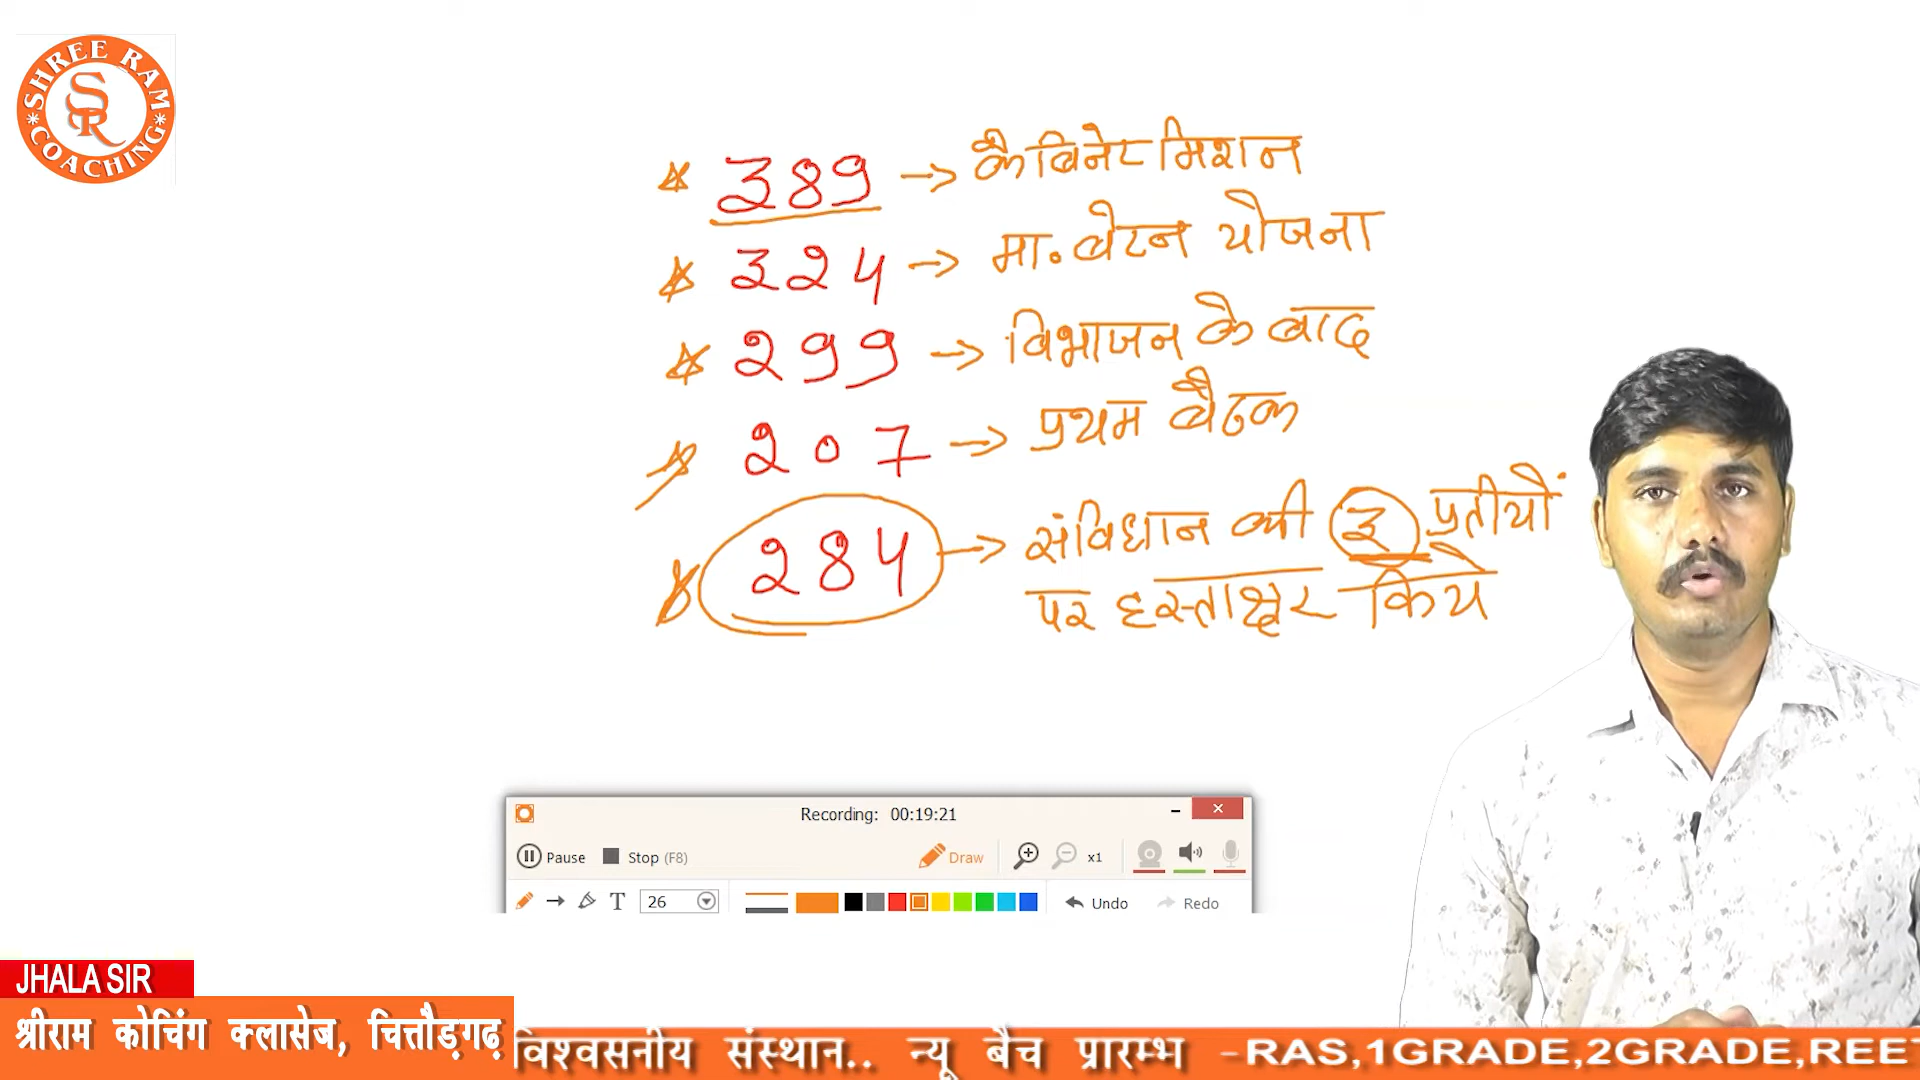 SHREE RAM
SR
COACHING
* 389 → कैबिनेट मिशन
* 324 → मा. बेटन योजना
* 299 → विभाजन के बाद
* 207 → प्रथम बैठक
* 284 → संविधान की 3 प्रतीयों
पर हस्ताक्षर किये
Recording: 00:19:21
Pause Stop (F8) Draw x1
T 26 Undo Redo
JHALA SIR
श्रीराम कोचिंग क्लासेज, चित्तौड़गढ़
विश्वसनीय संस्थान.. न्यू बैच प्रारम्भ -RAS,1GRADE,2GRADE,REET